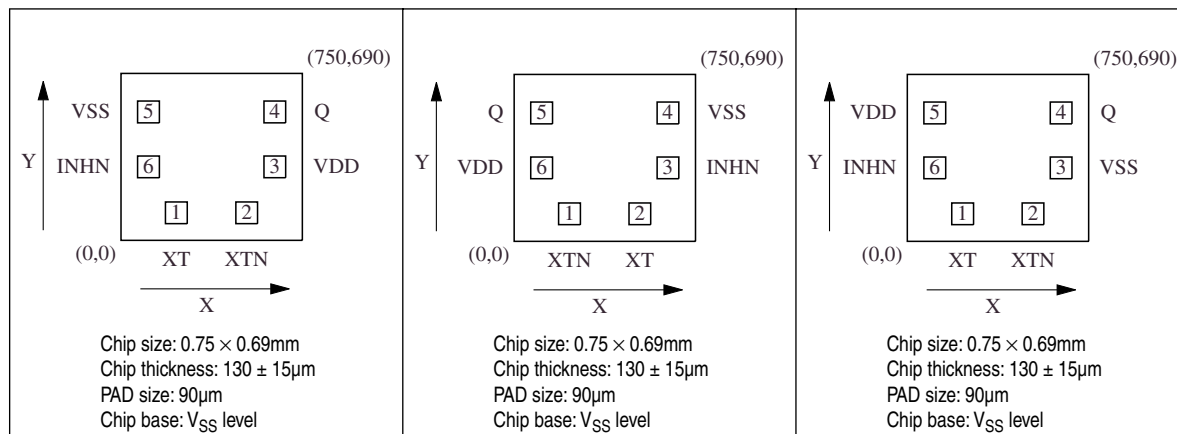 (750,690)
VSS 5 4 Q
Y INHN 6 3 VDD
1 2
(0,0) XT XTN
X
Chip size: 0.75 × 0.69mm
Chip thickness: 130 ± 15µm
PAD size: 90µm
Chip base: VSS level
(750,690)
Q 5 4 VSS
Y VDD 6 3 INHN
1 2
(0,0) XTN XT
X
Chip size: 0.75 × 0.69mm
Chip thickness: 130 ± 15µm
PAD size: 90µm
Chip base: VSS level
(750,690)
VDD 5 4 Q
Y INHN 6 3 VSS
1 2
(0,0) XT XTN
X
Chip size: 0.75 × 0.69mm
Chip thickness: 130 ± 15µm
PAD size: 90µm
Chip base: VSS level